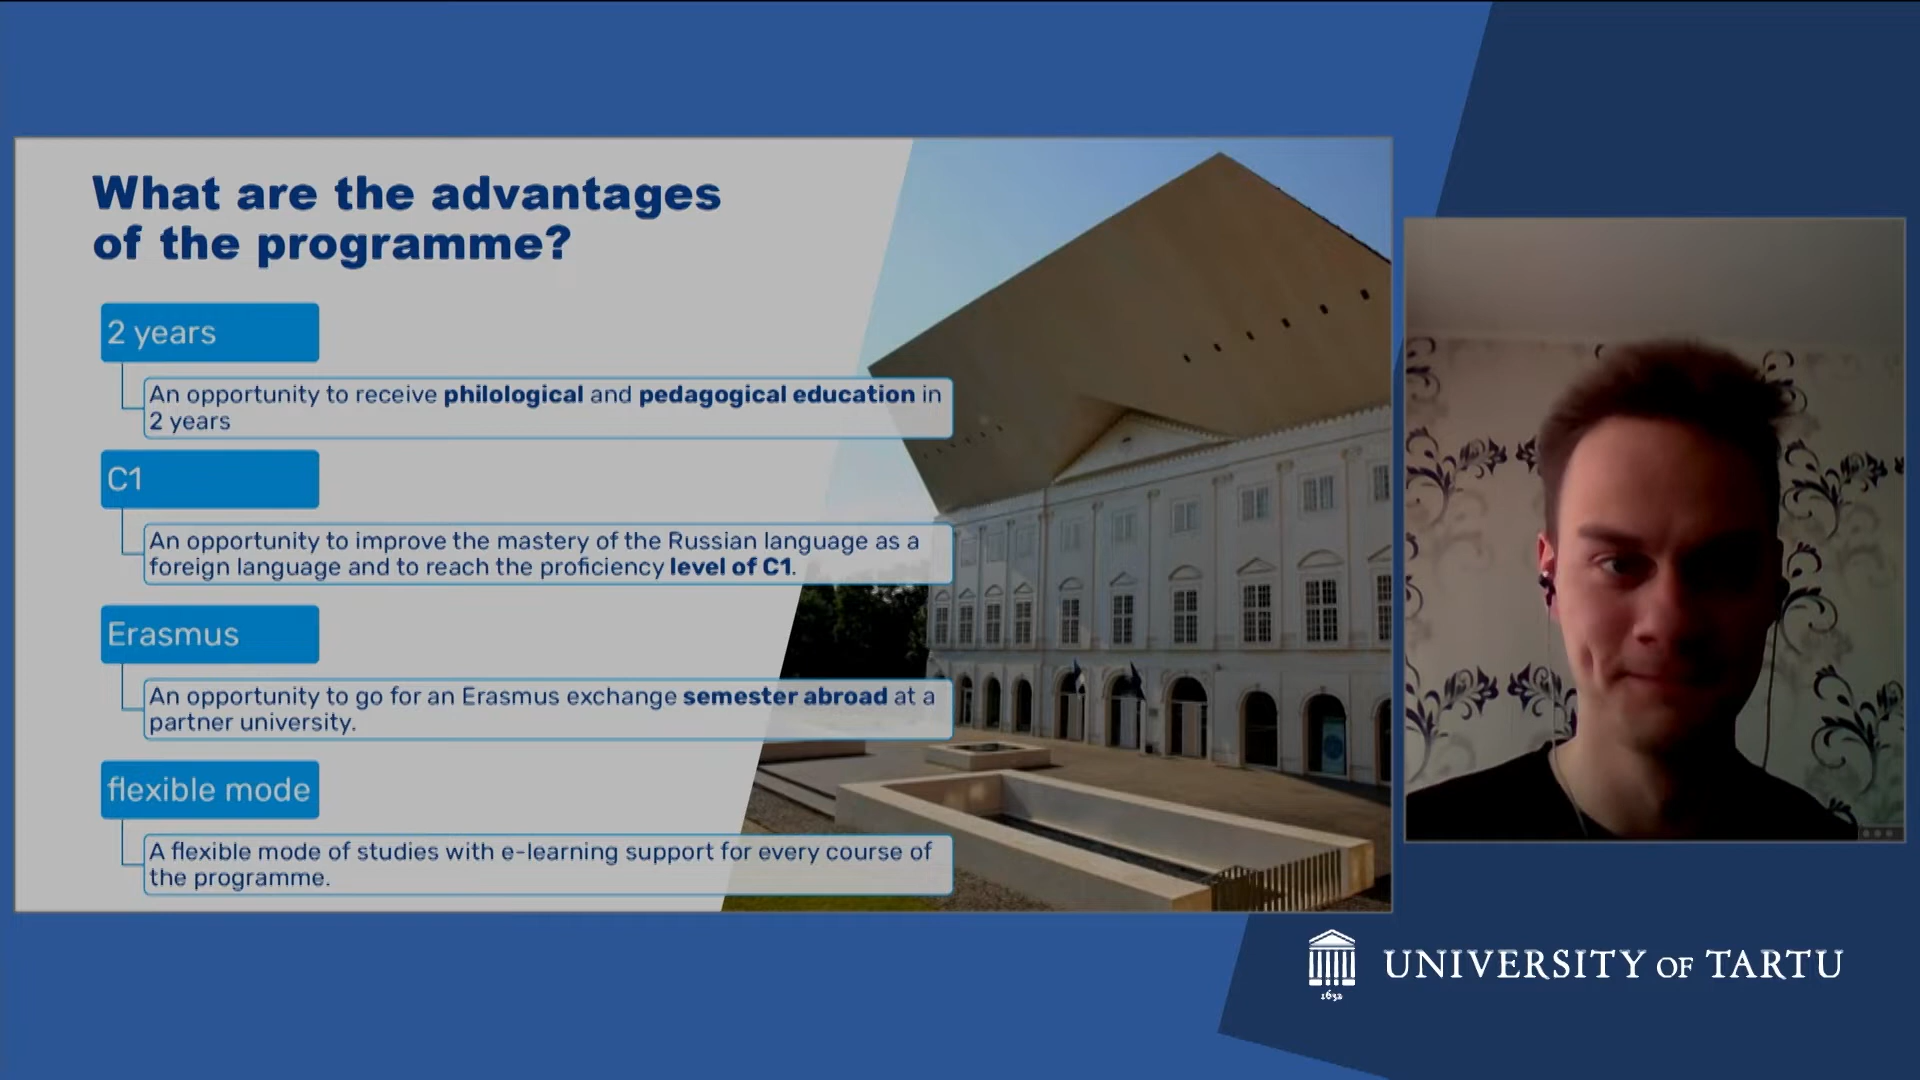 What are the advantages
of the programme?
2 years
An opportunity to receive philological and pedagogical education in
2 years
C1
An opportunity to improve the mastery of the Russian language as a
foreign language and to reach the proficiency level of C1.
Erasmus
An opportunity to go for an Erasmus exchange semester abroad at a
partner university.
flexible mode
A flexible mode of studies with e-learning support for every course of
the programme.
UNIVERSITY OF TARTU
1632